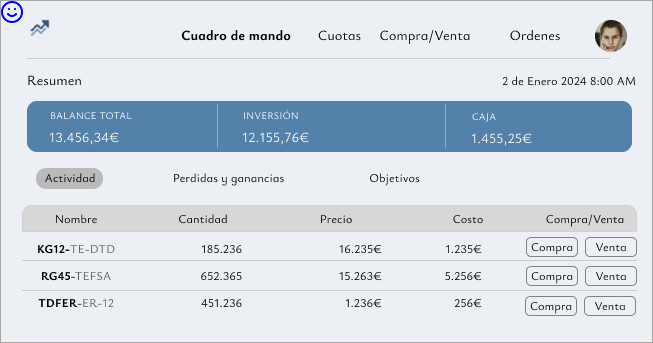 Cuadro de mando Cuotas Compra/Venta Ordenes
Resumen 2 de Enero 2024 8:00 AM
BALANCE TOTAL INVERSIÓN CAJA
13.456,34€ 12.155,76€ 1.455,25€
Actividad Perdidas y ganancias Objetivos
Nombre Cantidad Precio Costo Compra/Venta
KG12-TE-DTD 185.236 16.235€ 1.235€ Compra Venta
RG45-TEFSA 652.365 15.263€ 5.256€ Compra Venta
TDFER-ER-12 451.236 1.236€ 256€ Compra Venta